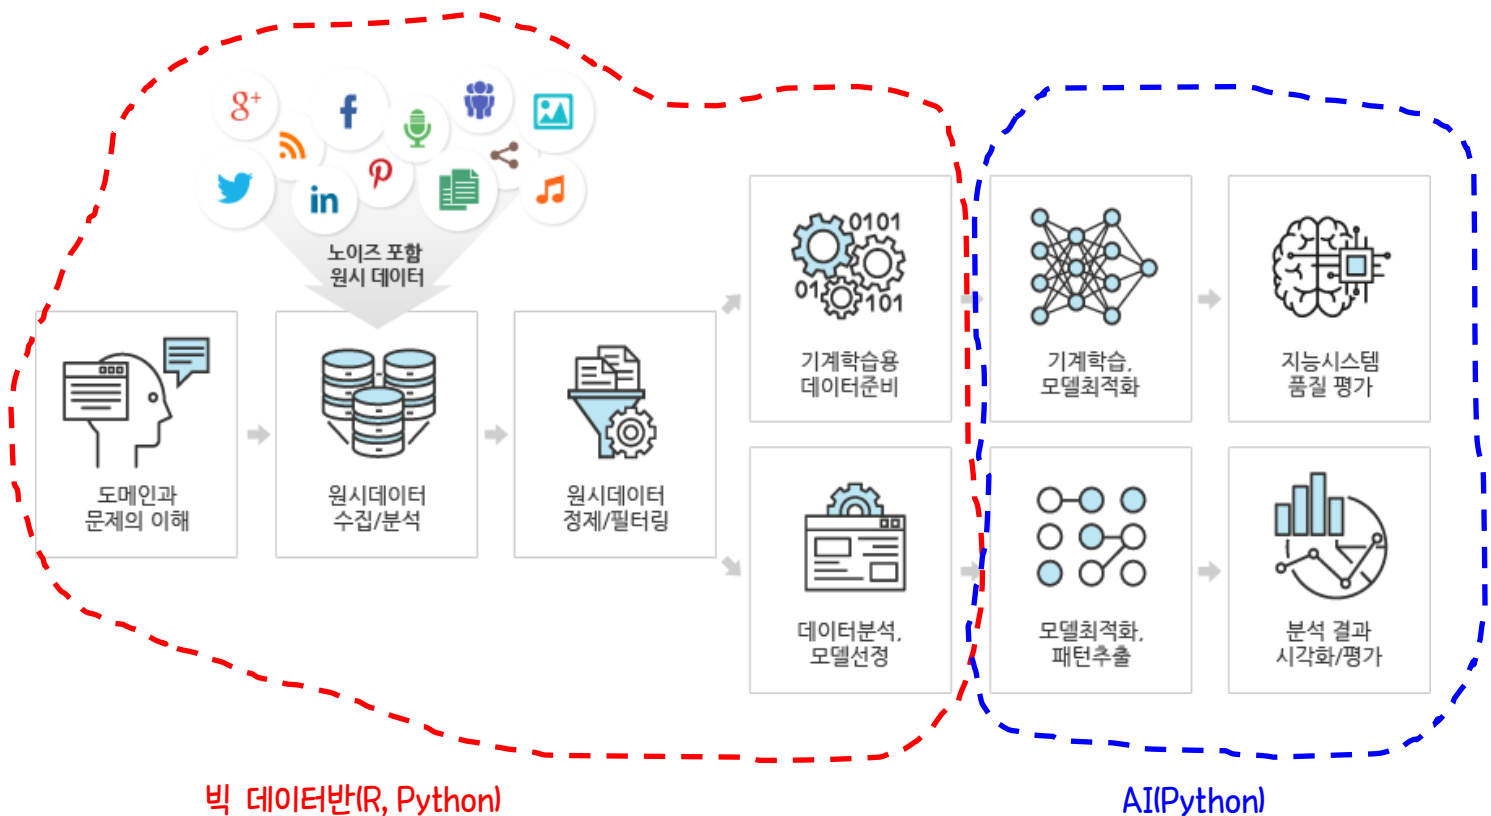 g+
f
in
노이즈 포함
원시 데이터
도메인과
문제의 이해
원시데이터
수집/분석
원시데이터
정제/필터링
0101
01
101
기계학습용
데이터준비
기계학습,
모델최적화
지능시스템
품질 평가
데이터분석,
모델선정
모델최적화,
패턴추출
분석 결과
시각화/평가
빅 데이터반(R, Python)
AI(Python)